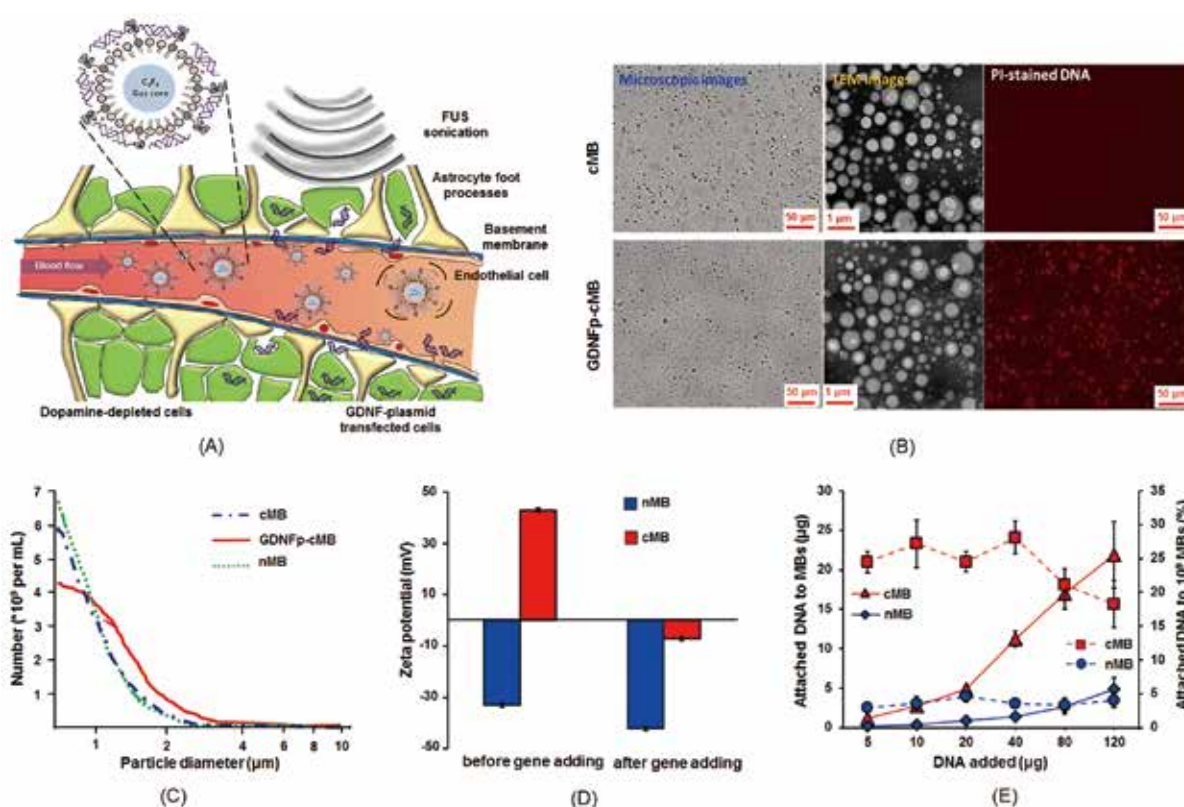 C₃F₈
Gas core
FUS
sonication
Astrocyte foot
processes
Basement
membrane
Endothelial cell
Blood flow
Dopamine-depleted cells
GDNF-plasmid
transfected cells
(A)
Microscopic images
TEM images
PI-stained DNA
cMB
50 µm
1 µm
50 µm
GDNFp-cMB
50 µm
1 µm
50 µm
(B)
Number (*10⁹ per mL)
7
6
5
4
3
2
1
cMB
GDNFp-cMB
nMB
1
2
4
6
8
10
Particle diameter (µm)
(C)
Zeta potential (mV)
50
30
10
-10
-30
-50
nMB
cMB
before gene adding
after gene adding
(D)
Attached DNA to MBs (µg)
30
25
20
15
10
5
0
cMB
nMB
cMB
nMB
35
30
25
20
15
10
5
0
5
10
20
40
80
120
DNA added (µg)
(E)